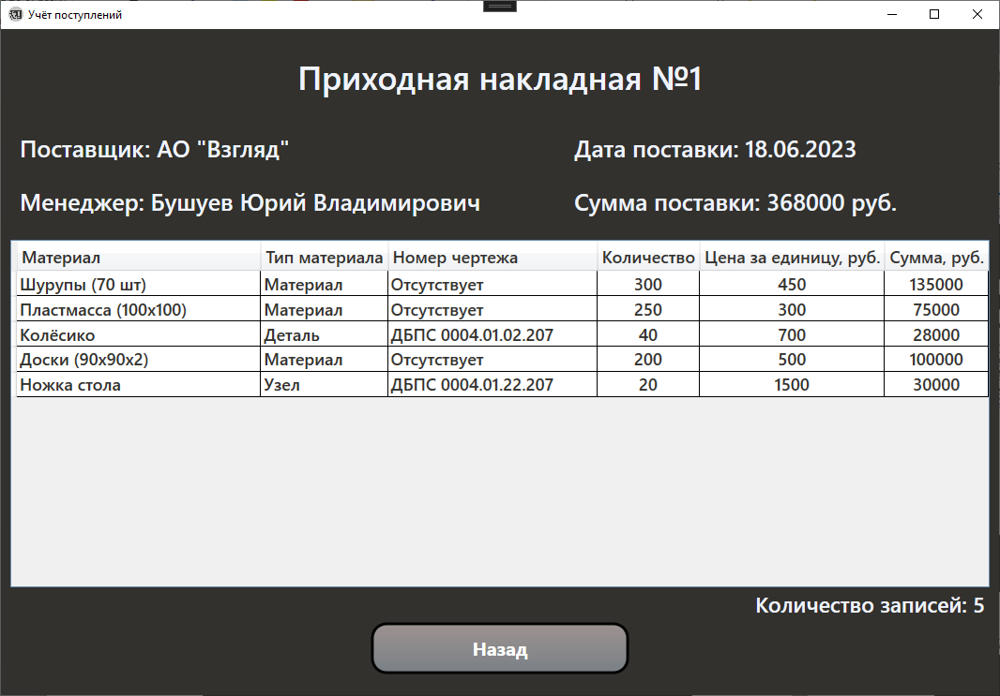 Учёт поступлений
Приходная накладная №1
Поставщик: АО "Взгляд" Дата поставки: 18.06.2023
Менеджер: Бушуев Юрий Владимирович Сумма поставки: 368000 руб.
Материал Тип материала Номер чертежа Количество Цена за единицу, руб. Сумма, руб.
Шурупы (70 шт) Материал Отсутствует 300 450 135000
Пластмасса (100х100) Материал Отсутствует 250 300 75000
Колёсико Деталь ДБПС 0004.01.02.207 40 700 28000
Доски (90х90х2) Материал Отсутствует 200 500 100000
Ножка стола Узел ДБПС 0004.01.22.207 20 1500 30000
Количество записей: 5
Назад